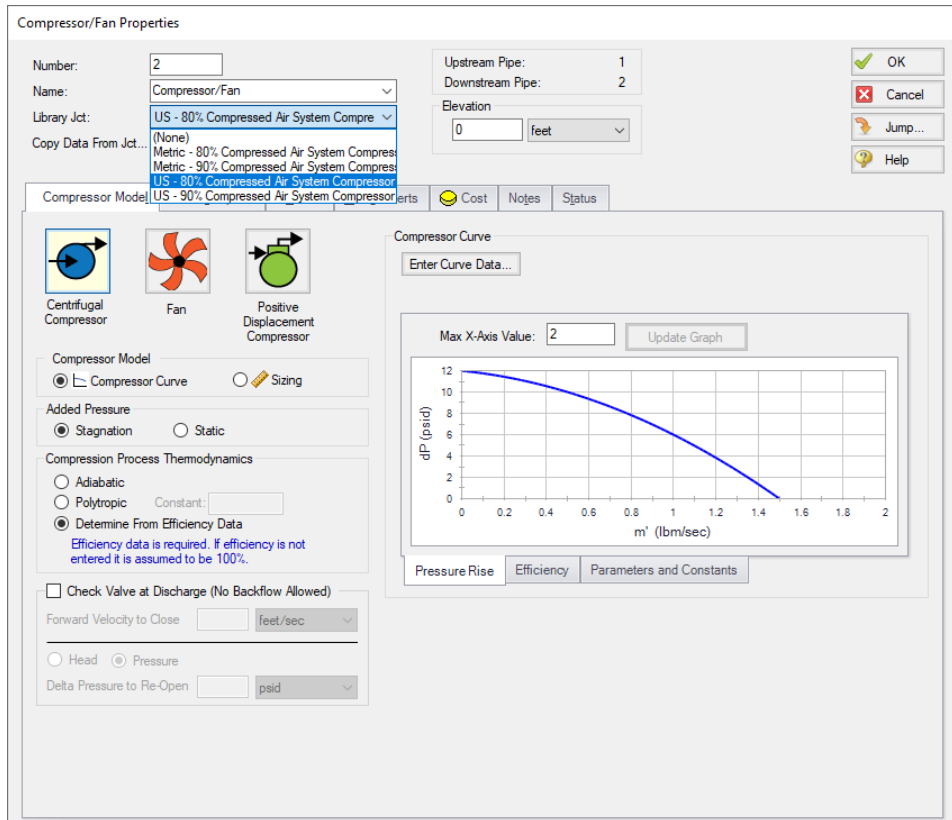 Compressor/Fan Properties
Number: 2
Name: Compressor/Fan
Library Jct: US - 80% Compressed Air System Compre
(None)
Metric - 80% Compressed Air System Compres
Metric - 90% Compressed Air System Compres
US - 80% Compressed Air System Compressor
US - 90% Compressed Air System Compressor
Copy Data From Jct...
Upstream Pipe: 1
Downstream Pipe: 2
Elevation
0 feet
OK
Cancel
Jump...
Help
Compressor Model erts Cost Notes Status
Centrifugal Compressor
Fan
Positive Displacement Compressor
Compressor Model
Compressor Curve Sizing
Added Pressure
Stagnation Static
Compression Process Thermodynamics
Adiabatic
Polytropic Constant:
Determine From Efficiency Data
Efficiency data is required. If efficiency is not
entered it is assumed to be 100%.
Check Valve at Discharge (No Backflow Allowed)
Forward Velocity to Close feet/sec
Head Pressure
Delta Pressure to Re-Open psid
Compressor Curve
Enter Curve Data...
Max X-Axis Value: 2 Update Graph
dP (psid)
12
10
8
6
4
2
0
0 0.2 0.4 0.6 0.8 1 1.2 1.4 1.6 1.8 2
m' (lbm/sec)
Pressure Rise Efficiency Parameters and Constants